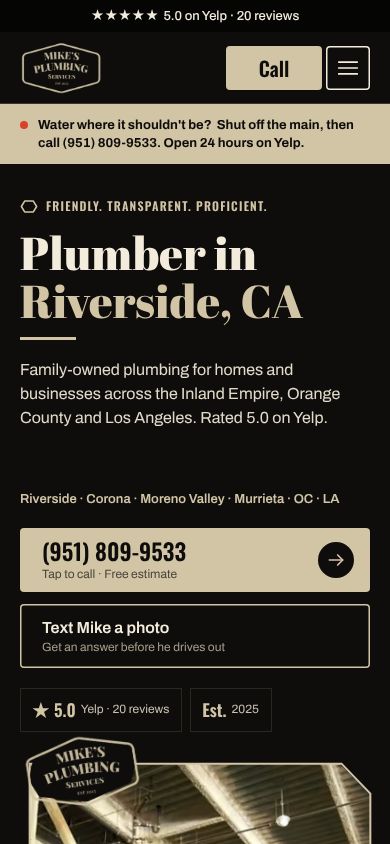 ★★★★★ 5.0 on Yelp · 20 reviews
MIKE'S
PLUMBING
SERVICES
Call
Water where it shouldn't be? Shut off the main, then
call (951) 809-9533. Open 24 hours on Yelp.
FRIENDLY. TRANSPARENT. PROFICIENT.
Plumber in
Riverside, CA
Family-owned plumbing for homes and
businesses across the Inland Empire, Orange
County and Los Angeles. Rated 5.0 on Yelp.
Riverside · Corona · Moreno Valley · Murrieta · OC · LA
(951) 809-9533
Tap to call · Free estimate
Text Mike a photo
Get an answer before he drives out
★ 5.0 Yelp · 20 reviews
Est. 2025
MIKE'S
PLUMBING
SERVICES